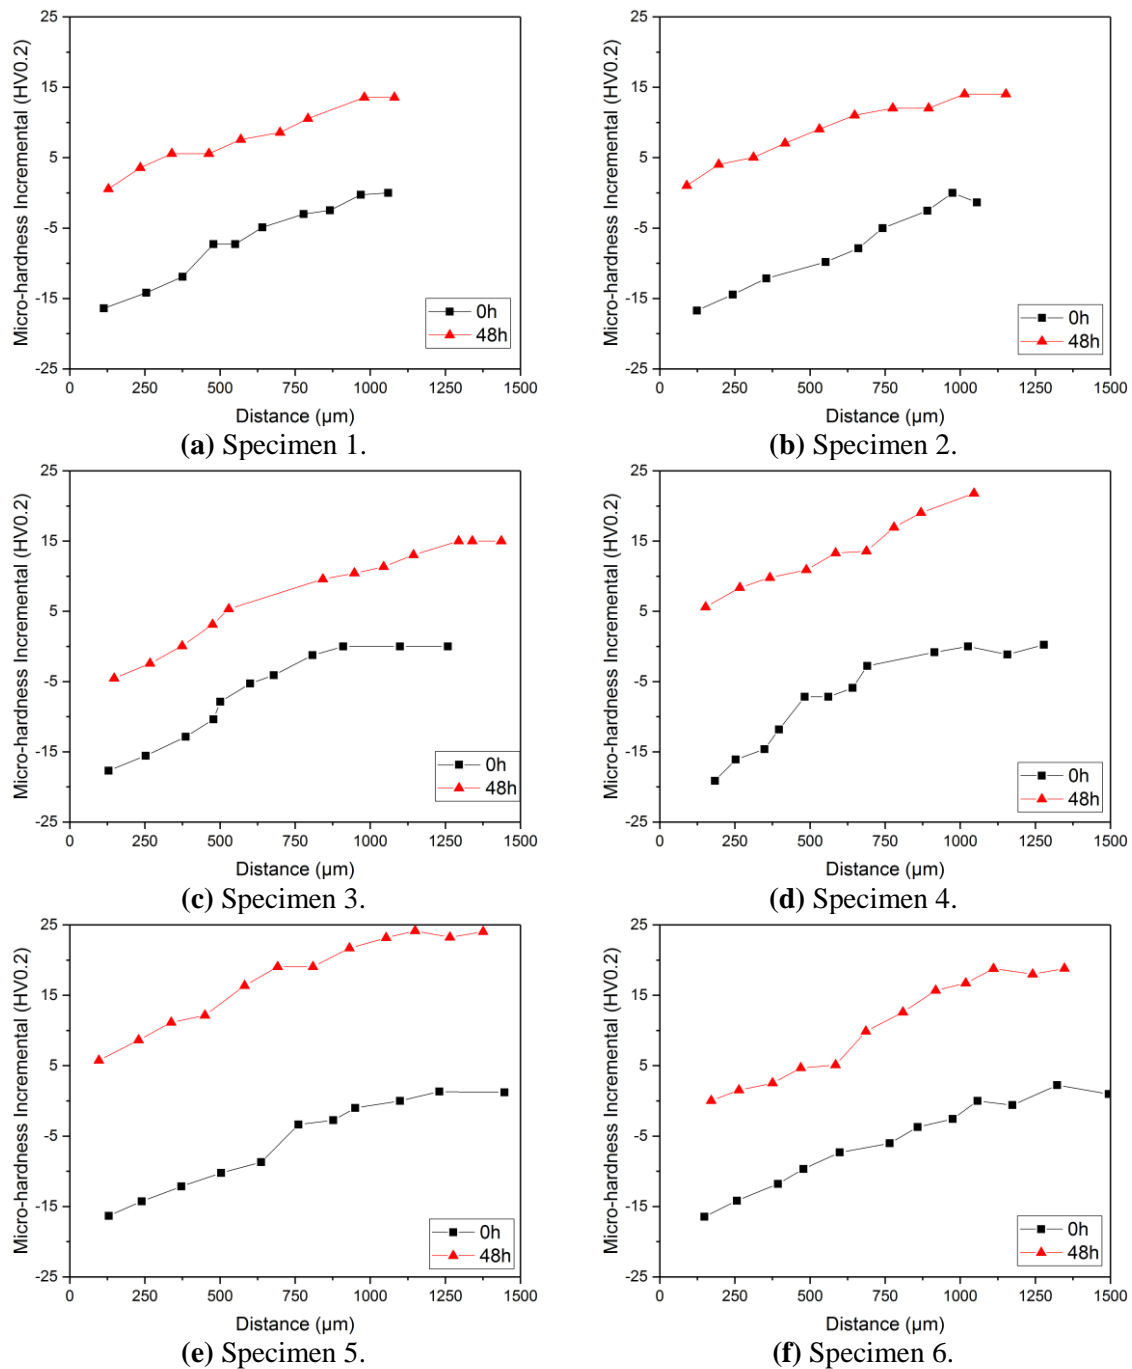 25
15
5
-5
-15
-25
Micro-hardness Incremental (HV0.2)
0h
48h
0 250 500 750 1000 1250 1500
Distance (µm)
(a) Specimen 1.
25
15
5
-5
-15
-25
Micro-hardness Incremental (HV0.2)
0h
48h
0 250 500 750 1000 1250 1500
Distance (µm)
(b) Specimen 2.
25
15
5
-5
-15
-25
Micro-hardness Incremental (HV0.2)
0h
48h
0 250 500 750 1000 1250 1500
Distance (µm)
(c) Specimen 3.
25
15
5
-5
-15
-25
Micro-hardness Incremental (HV0.2)
0h
48h
0 250 500 750 1000 1250 1500
Distance (µm)
(d) Specimen 4.
25
15
5
-5
-15
-25
Micro-hardness Incremental (HV0.2)
0h
48h
0 250 500 750 1000 1250 1500
Distance (µm)
(e) Specimen 5.
25
15
5
-5
-15
-25
Micro-hardness Incremental (HV0.2)
0h
48h
0 250 500 750 1000 1250 1500
Distance (µm)
(f) Specimen 6.